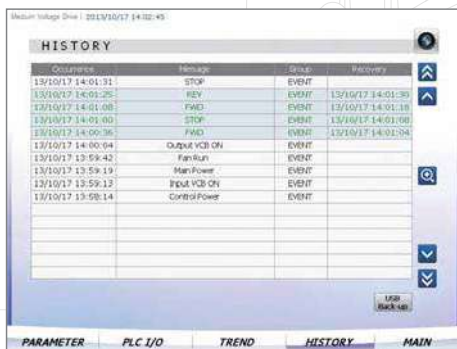 Medium Voltage Drive | 2013/10/17 14:02:45
HISTORY
Occurrence Message Group Recovery
13/10/17 14:01:31 STOP EVENT
13/10/17 14:01:25 REV EVENT 13/10/17 14:01:30
13/10/17 14:01:08 FWD EVENT 13/10/17 14:01:16
13/10/17 14:01:00 STOP EVENT 13/10/17 14:01:08
13/10/17 14:00:36 FWD EVENT 13/10/17 14:01:04
13/10/17 14:00:04 Output VCB ON EVENT
13/10/17 13:59:42 Fan Run EVENT
13/10/17 13:59:19 Main Power EVENT
13/10/17 13:59:13 Input VCB ON EVENT
13/10/17 13:58:14 Control Power EVENT
USB
Back-up
PARAMETER PLC I/O TREND HISTORY MAIN